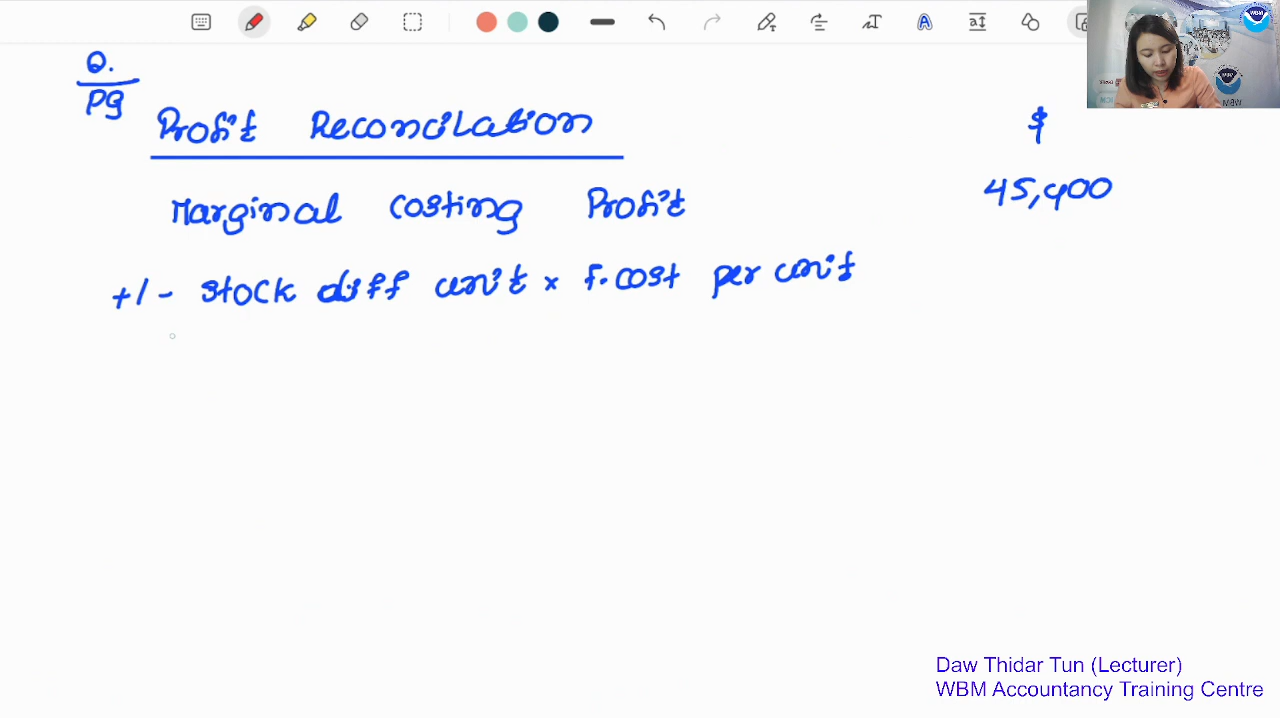 Q.
pg
Profit Reconcilation
$
Marginal Costing Profit 45,400
+/- stock diff unit × F.cost per unit
Daw Thidar Tun (Lecturer)
WBM Accountancy Training Centre